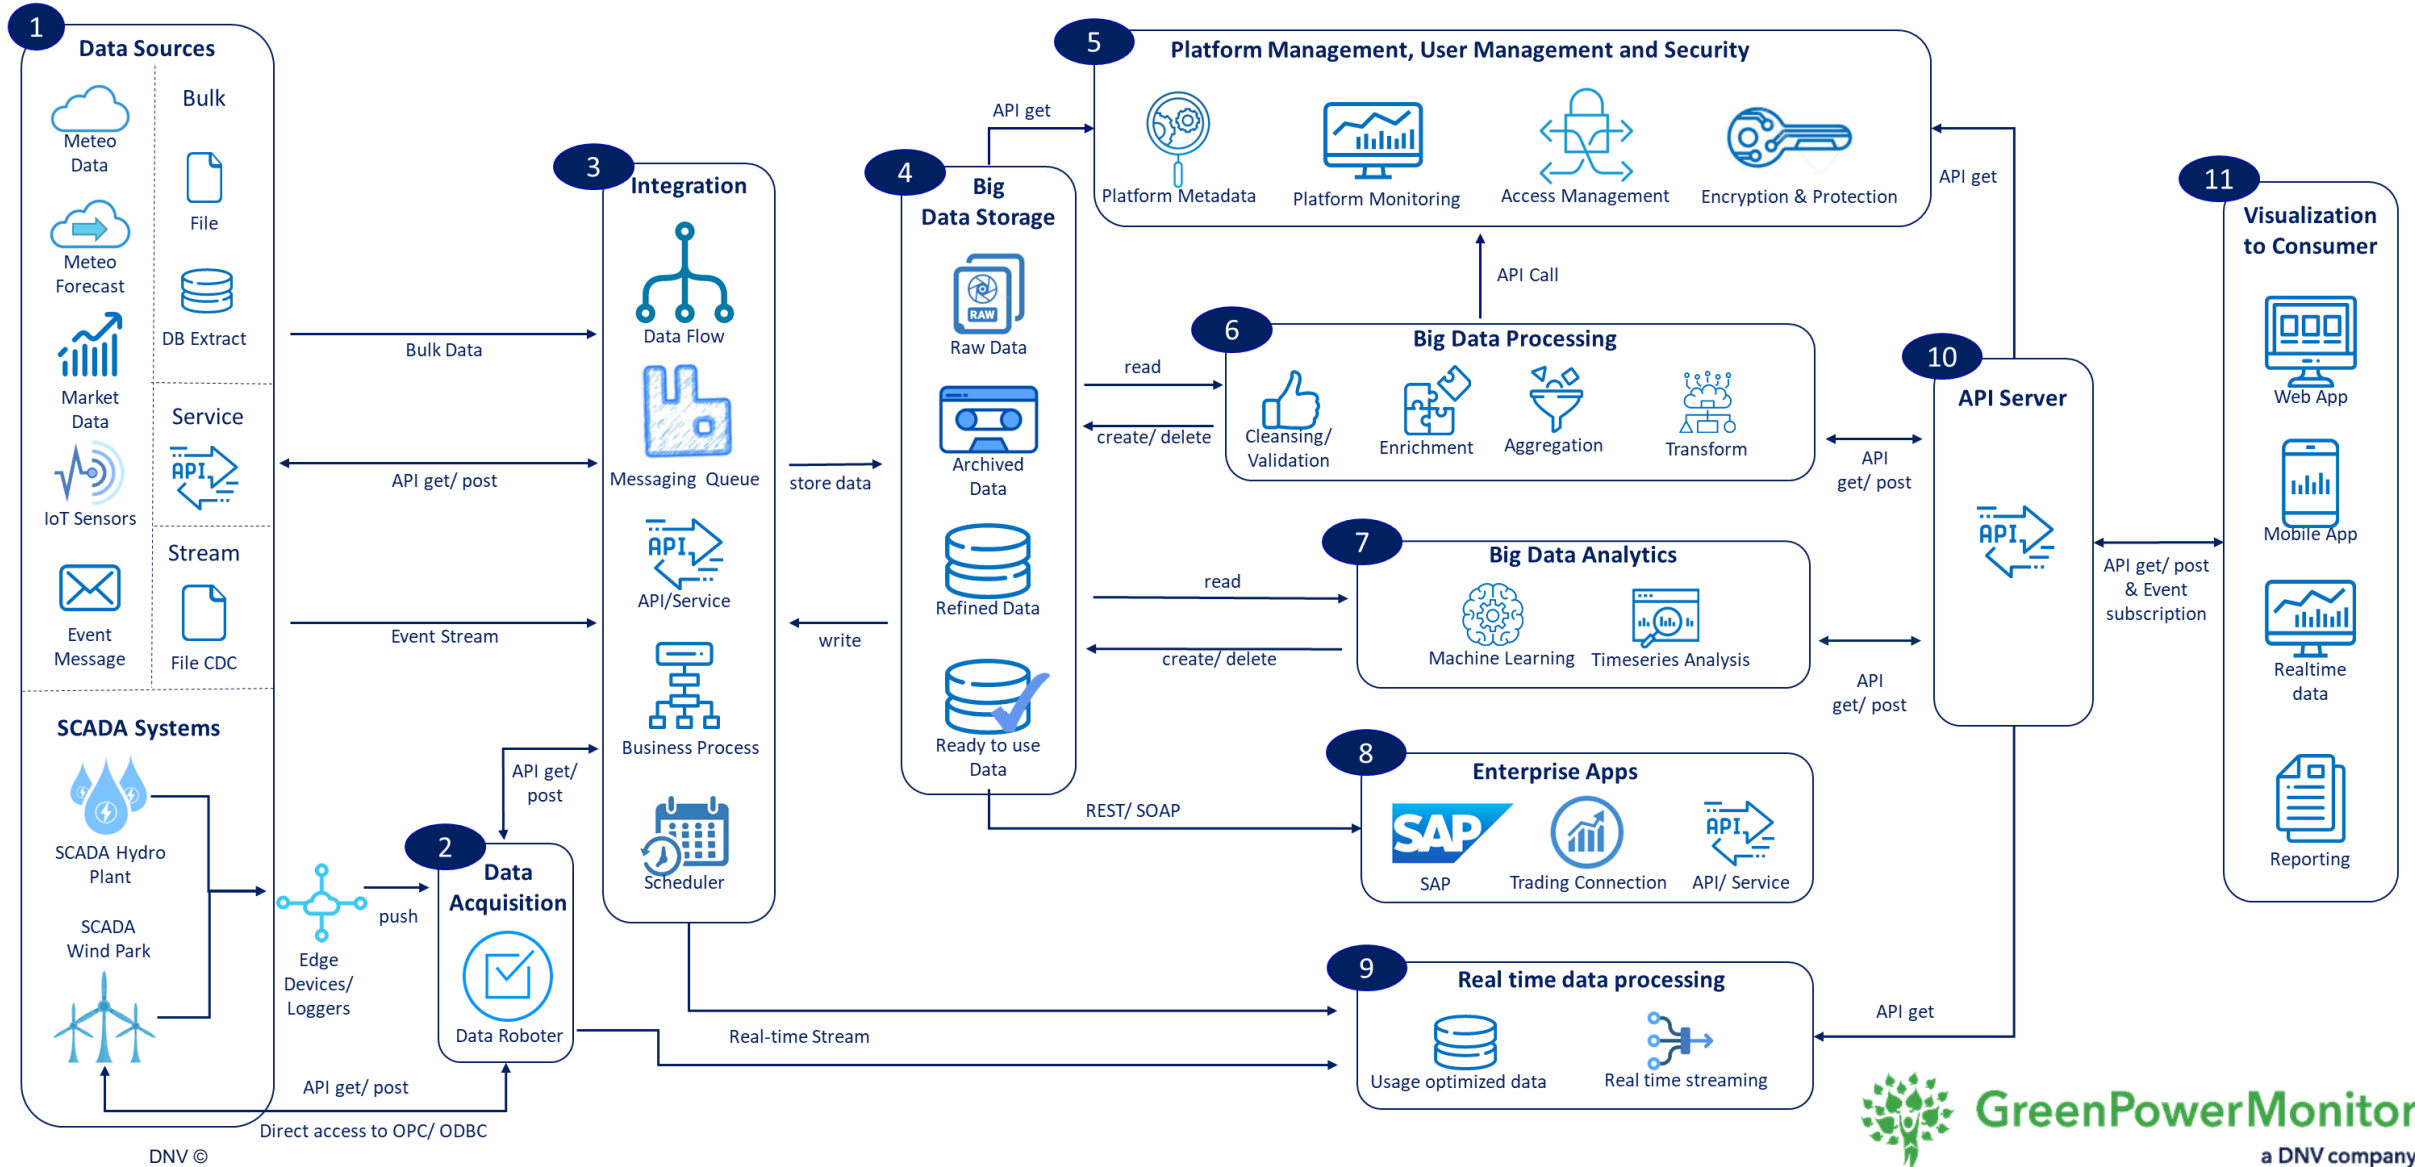 1
Data Sources
Meteo
Data
Meteo
Forecast
Market
Data
IoT Sensors
Event
Message
Bulk
File
DB Extract
Service
API
Stream
File CDC
SCADA Systems
SCADA Hydro
Plant
SCADA
Wind Park
Edge
Devices/
Loggers
push
Bulk Data
API get/ post
Event Stream
API get/
post
2
Data
Acquisition
Data Roboter
API get/ post
Direct access to OPC/ ODBC
DNV ©
3
Integration
Data Flow
Messaging Queue
API
API/Service
Business Process
Scheduler
store data
write
Real-time Stream
4
Big
Data Storage
RAW
Raw Data
Archived
Data
Refined Data
Ready to use
Data
API get
read
create/ delete
read
create/ delete
REST/ SOAP
5
Platform Management, User Management and Security
Platform Metadata
Platform Monitoring
Access Management
Encryption & Protection
API Call
6
Big Data Processing
Cleansing/
Validation
Enrichment
Aggregation
Transform
7
Big Data Analytics
Machine Learning
Timeseries Analysis
8
Enterprise Apps
SAP
SAP
Trading Connection
API
API/ Service
9
Real time data processing
Usage optimized data
Real time streaming
API get
API
get/ post
API
get/ post
API get
10
API Server
API
API get/ post
& Event
subscription
11
Visualization
to Consumer
Web App
Mobile App
Realtime
data
Reporting
GreenPowerMonitor
a DNV company